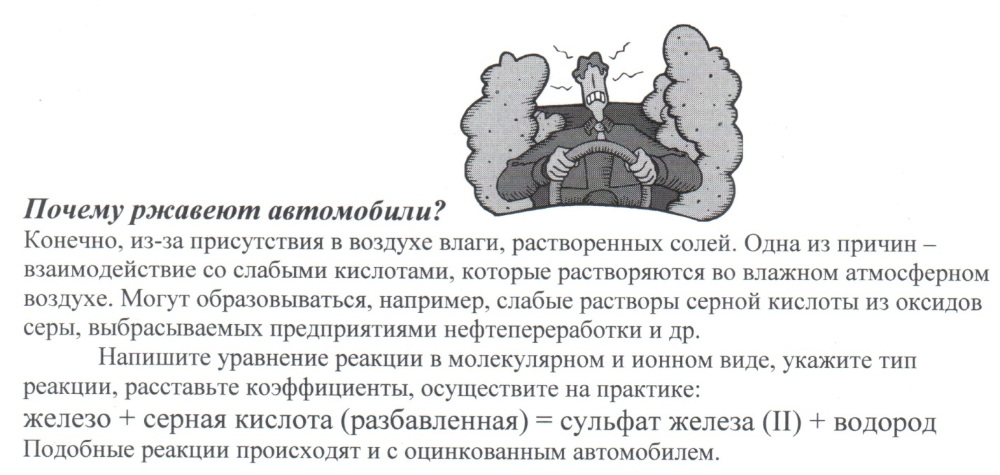 Почему ржавеют автомобили?
Конечно, из-за присутствия в воздухе влаги, растворенных солей. Одна из причин –
взаимодействие со слабыми кислотами, которые растворяются во влажном атмосферном
воздухе. Могут образовываться, например, слабые растворы серной кислоты из оксидов
серы, выбрасываемых предприятиями нефтепереработки и др.
Напишите уравнение реакции в молекулярном и ионном виде, укажите тип
реакции, расставьте коэффициенты, осуществите на практике:
железо + серная кислота (разбавленная) = сульфат железа (II) + водород
Подобные реакции происходят и с оцинкованным автомобилем.